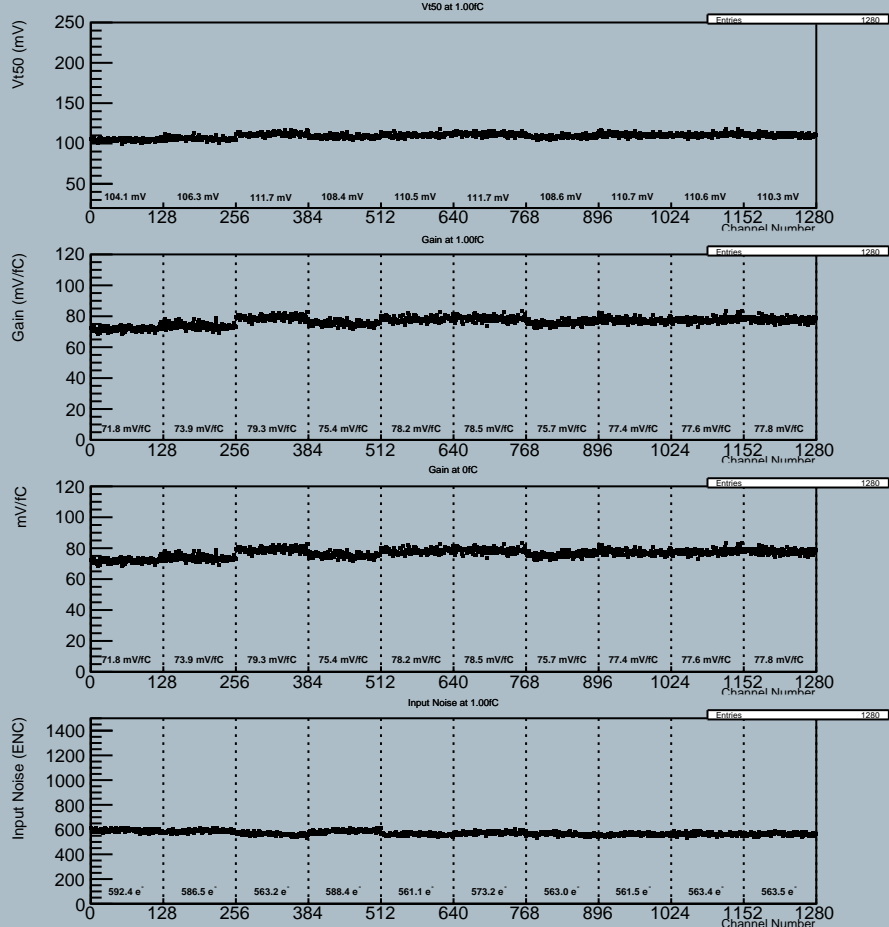 Vt50 at 1.00fC
Entries 1280
Vt50 (mV)
250
200
150
100
50
104.1 mV 106.3 mV 111.7 mV 108.4 mV 110.5 mV 111.7 mV 108.6 mV 110.7 mV 110.6 mV 110.3 mV
0 128 256 384 512 640 768 896 1024 1152 1280
Channel Number
Gain at 1.00fC
Entries 1280
Gain (mV/fC)
120
100
80
60
40
20
0
71.8 mV/fC 73.9 mV/fC 79.3 mV/fC 75.4 mV/fC 78.2 mV/fC 78.5 mV/fC 75.7 mV/fC 77.4 mV/fC 77.6 mV/fC 77.8 mV/fC
0 128 256 384 512 640 768 896 1024 1152 1280
Channel Number
Gain at 0fC
Entries 1280
mV/fC
120
100
80
60
40
20
0
71.8 mV/fC 73.9 mV/fC 79.3 mV/fC 75.4 mV/fC 78.2 mV/fC 78.5 mV/fC 75.7 mV/fC 77.4 mV/fC 77.6 mV/fC 77.8 mV/fC
0 128 256 384 512 640 768 896 1024 1152 1280
Channel Number
Input Noise at 1.00fC
Entries 1280
Input Noise (ENC)
1400
1200
1000
800
600
400
200
0
592.4 e⁻ 586.5 e⁻ 563.2 e⁻ 588.4 e⁻ 561.1 e⁻ 573.2 e⁻ 563.0 e⁻ 561.5 e⁻ 563.4 e⁻ 563.5 e⁻
0 128 256 384 512 640 768 896 1024 1152 1280
Channel Number